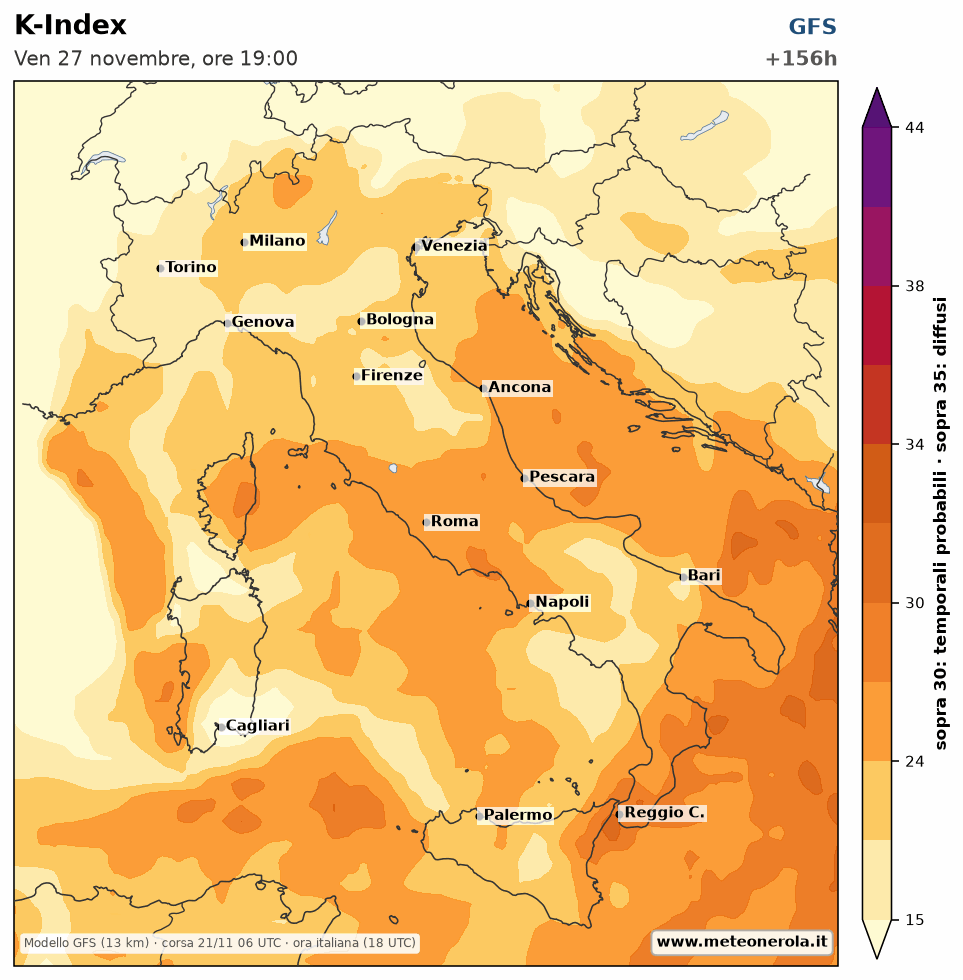 K-Index
GFS
Ven 27 novembre, ore 19:00
+156h
44
38
34
30
24
15
sopra 30: temporali probabili · sopra 35: diffusi
Milano
Venezia
Torino
Genova
Bologna
Firenze
Ancona
Pescara
Roma
Bari
Napoli
Cagliari
Palermo
Reggio C.
Modello GFS (13 km) · corsa 21/11 06 UTC · ora italiana (18 UTC)
www.meteonerola.it